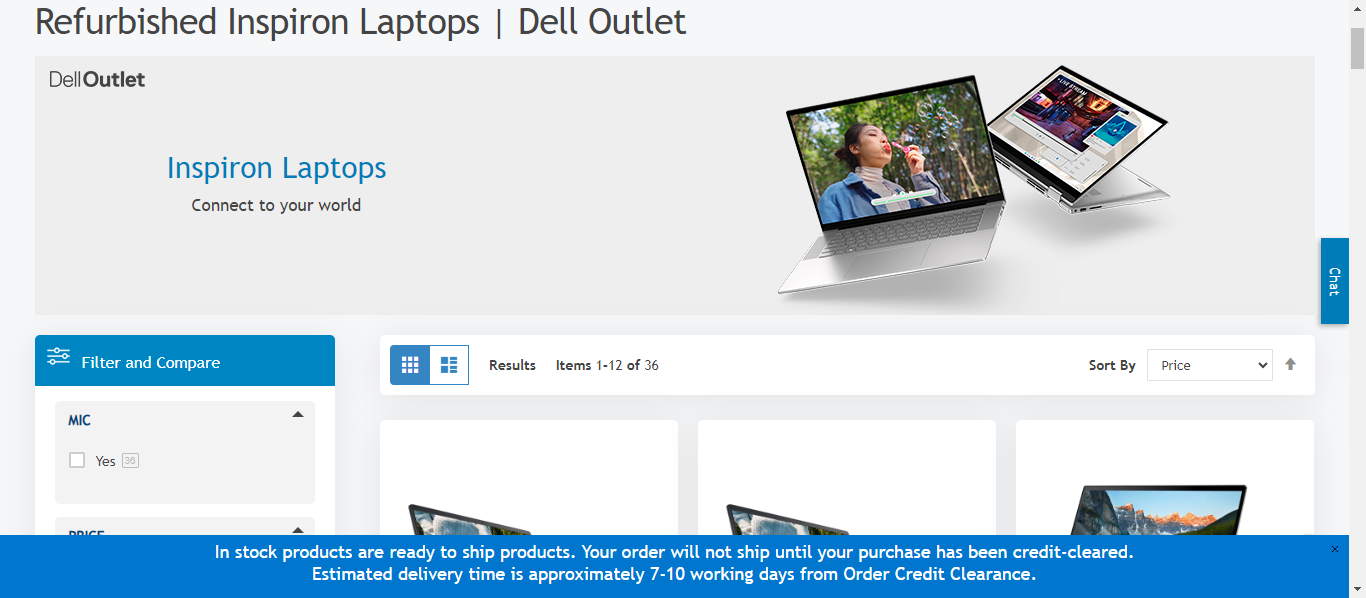 Refurbished Inspiron Laptops | Dell Outlet
DellOutlet
Inspiron Laptops
Connect to your world
LIVE STREAM
Chat
Filter and Compare
Results Items 1-12 of 36
Sort By Price
MIC
Yes 36
PRICE
In stock products are ready to ship products. Your order will not ship until your purchase has been credit-cleared.
Estimated delivery time is approximately 7-10 working days from Order Credit Clearance.